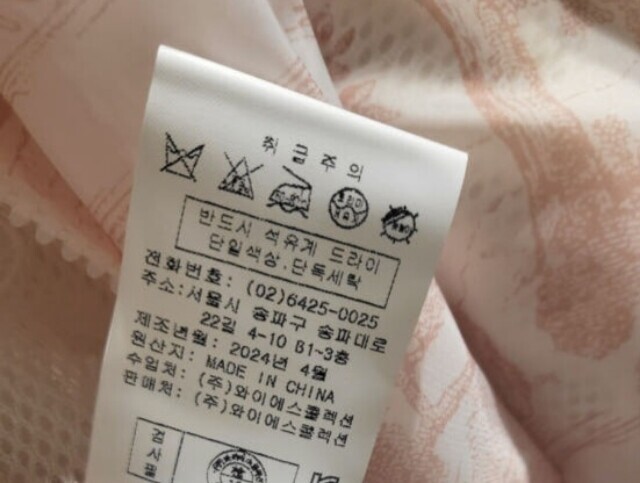 취급주의
반드시 석유계 드라이
단일색상.단독세탁
전화번호: (02)6425-0025
주소:서울시 송파구 송파대로
22길 4-10 B1-3층
제조년월: 2024년 4월
원산지: MADE IN CHINA
수입처: (주)와이에스콜렉션
판매처: (주)와이에스콜렉션
검사필